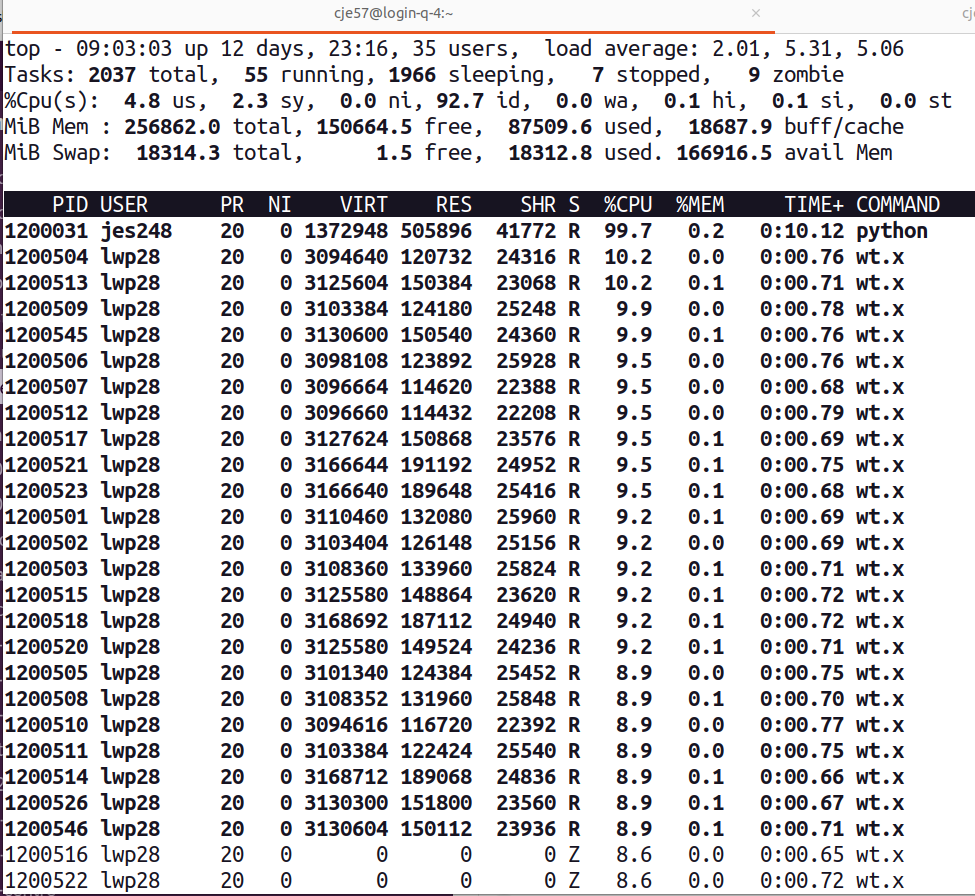 cje57@login-q-4:~ × cje
top - 09:03:03 up 12 days, 23:16, 35 users,  load average: 2.01, 5.31, 5.06
Tasks: 2037 total,  55 running, 1966 sleeping,   7 stopped,   9 zombie
%Cpu(s):  4.8 us,  2.3 sy,  0.0 ni, 92.7 id,  0.0 wa,  0.1 hi,  0.1 si,  0.0 st
MiB Mem : 256862.0 total, 150664.5 free,  87509.6 used,  18687.9 buff/cache
MiB Swap:  18314.3 total,      1.5 free,  18312.8 used. 166916.5 avail Mem
PID USER      PR  NI    VIRT    RES    SHR S  %CPU  %MEM     TIME+ COMMAND
1200031 jes248    20   0 1372948 505896  41772 R  99.7   0.2   0:10.12 python
1200504 lwp28     20   0 3094640 120732  24316 R  10.2   0.0   0:00.76 wt.x
1200513 lwp28     20   0 3125604 150384  23068 R  10.2   0.1   0:00.71 wt.x
1200509 lwp28     20   0 3103384 124180  25248 R   9.9   0.0   0:00.78 wt.x
1200545 lwp28     20   0 3130600 150540  24360 R   9.9   0.1   0:00.76 wt.x
1200506 lwp28     20   0 3098108 123892  25928 R   9.5   0.0   0:00.76 wt.x
1200507 lwp28     20   0 3096664 114620  22388 R   9.5   0.0   0:00.68 wt.x
1200512 lwp28     20   0 3096660 114432  22208 R   9.5   0.0   0:00.79 wt.x
1200517 lwp28     20   0 3127624 150868  23576 R   9.5   0.1   0:00.69 wt.x
1200521 lwp28     20   0 3166644 191192  24952 R   9.5   0.1   0:00.75 wt.x
1200523 lwp28     20   0 3166640 189648  25416 R   9.5   0.1   0:00.68 wt.x
1200501 lwp28     20   0 3110460 132080  25960 R   9.2   0.1   0:00.69 wt.x
1200502 lwp28     20   0 3103404 126148  25156 R   9.2   0.0   0:00.69 wt.x
1200503 lwp28     20   0 3108360 133960  25824 R   9.2   0.1   0:00.71 wt.x
1200515 lwp28     20   0 3125580 148864  23620 R   9.2   0.1   0:00.72 wt.x
1200518 lwp28     20   0 3168692 187112  24940 R   9.2   0.1   0:00.72 wt.x
1200520 lwp28     20   0 3125580 149524  24236 R   9.2   0.1   0:00.71 wt.x
1200505 lwp28     20   0 3101340 124384  25452 R   8.9   0.0   0:00.75 wt.x
1200508 lwp28     20   0 3108352 131960  25848 R   8.9   0.1   0:00.70 wt.x
1200510 lwp28     20   0 3094616 116720  22392 R   8.9   0.0   0:00.77 wt.x
1200511 lwp28     20   0 3103384 122424  25540 R   8.9   0.0   0:00.75 wt.x
1200514 lwp28     20   0 3168712 189068  24836 R   8.9   0.1   0:00.66 wt.x
1200526 lwp28     20   0 3130300 151800  23560 R   8.9   0.1   0:00.67 wt.x
1200546 lwp28     20   0 3130604 150112  23936 R   8.9   0.1   0:00.71 wt.x
1200516 lwp28     20   0       0      0      0 Z   8.6   0.0   0:00.65 wt.x
1200522 lwp28     20   0       0      0      0 Z   8.6   0.0   0:00.72 wt.x